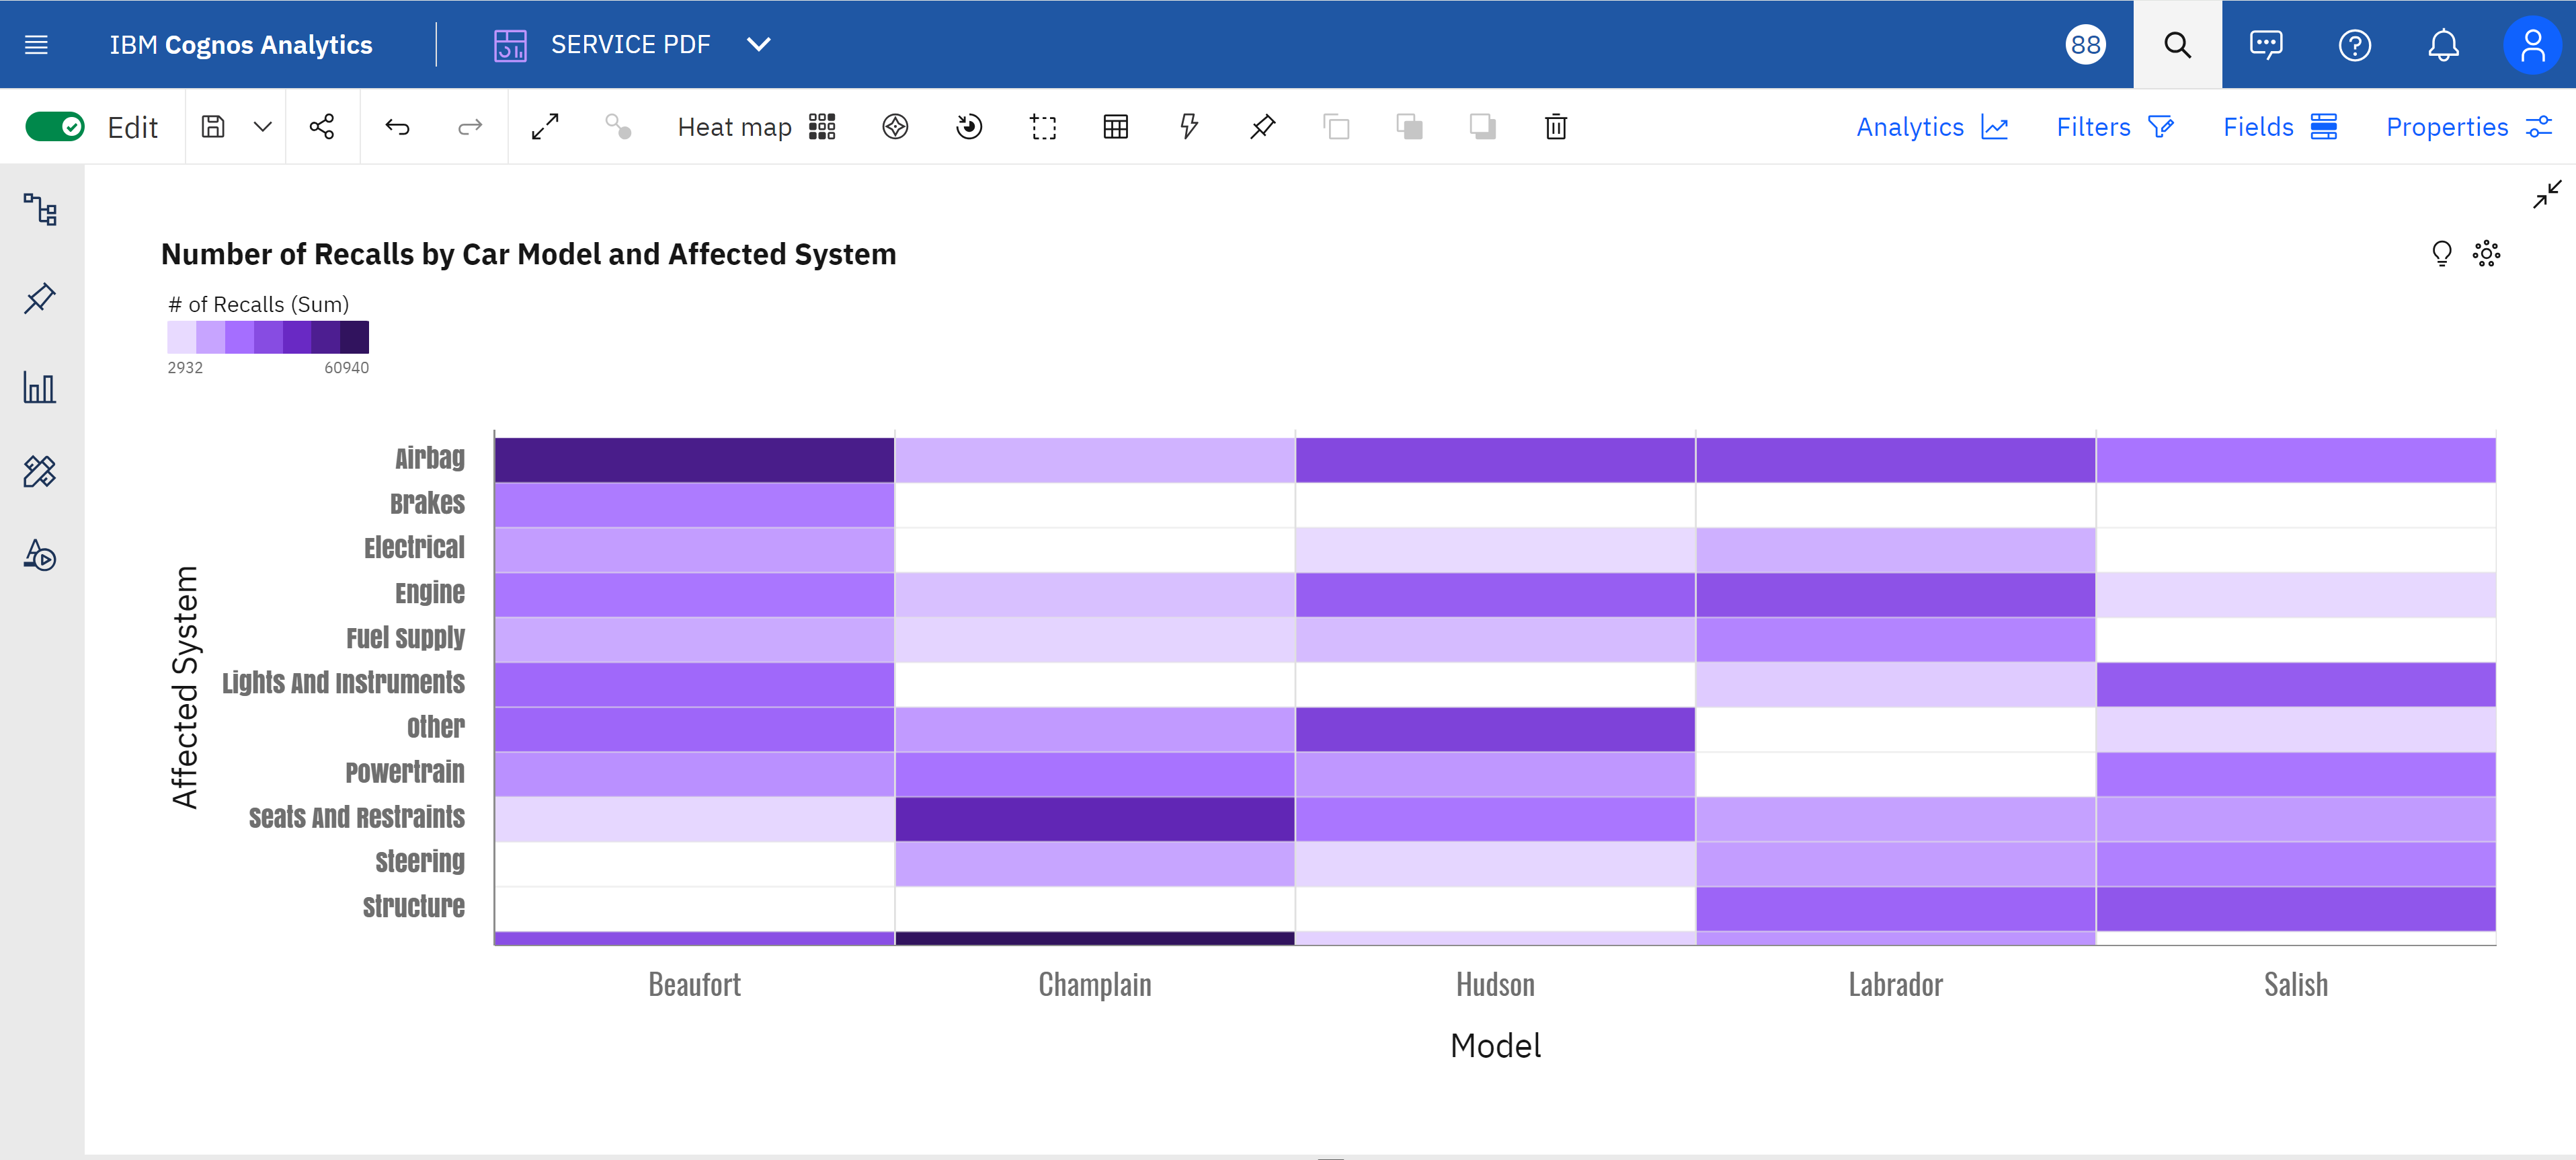 IBM Cognos Analytics
SERVICE PDF
88
Edit
Heat map
Analytics
Filters
Fields
Properties
Number of Recalls by Car Model and Affected System
# of Recalls (Sum)
2932 60940
Affected System
Airbag
Brakes
Electrical
Engine
Fuel Supply
Lights And Instruments
Other
Powertrain
Seats And Restraints
Steering
Structure
Beaufort Champlain Hudson Labrador Salish
Model